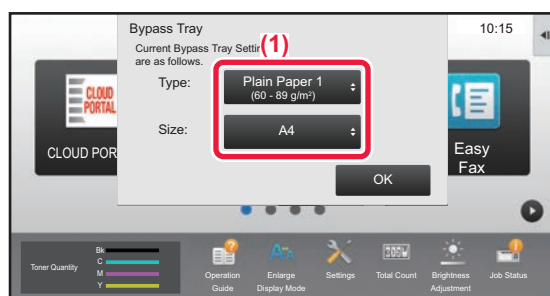 Bypass Tray
10:15
Current Bypass Tray Settin
(1)
are as follows.
Type:
Plain Paper 1
(60 - 89 g/m²)
Size:
A4
OK
CLOUD
PORTAL
CLOUD POR
Easy
Fax
Toner Quantity
Bk
C
M
Y
Operation
Guide
Enlarge
Display Mode
Settings
Total Count
Brightness
Adjustment
Job Status